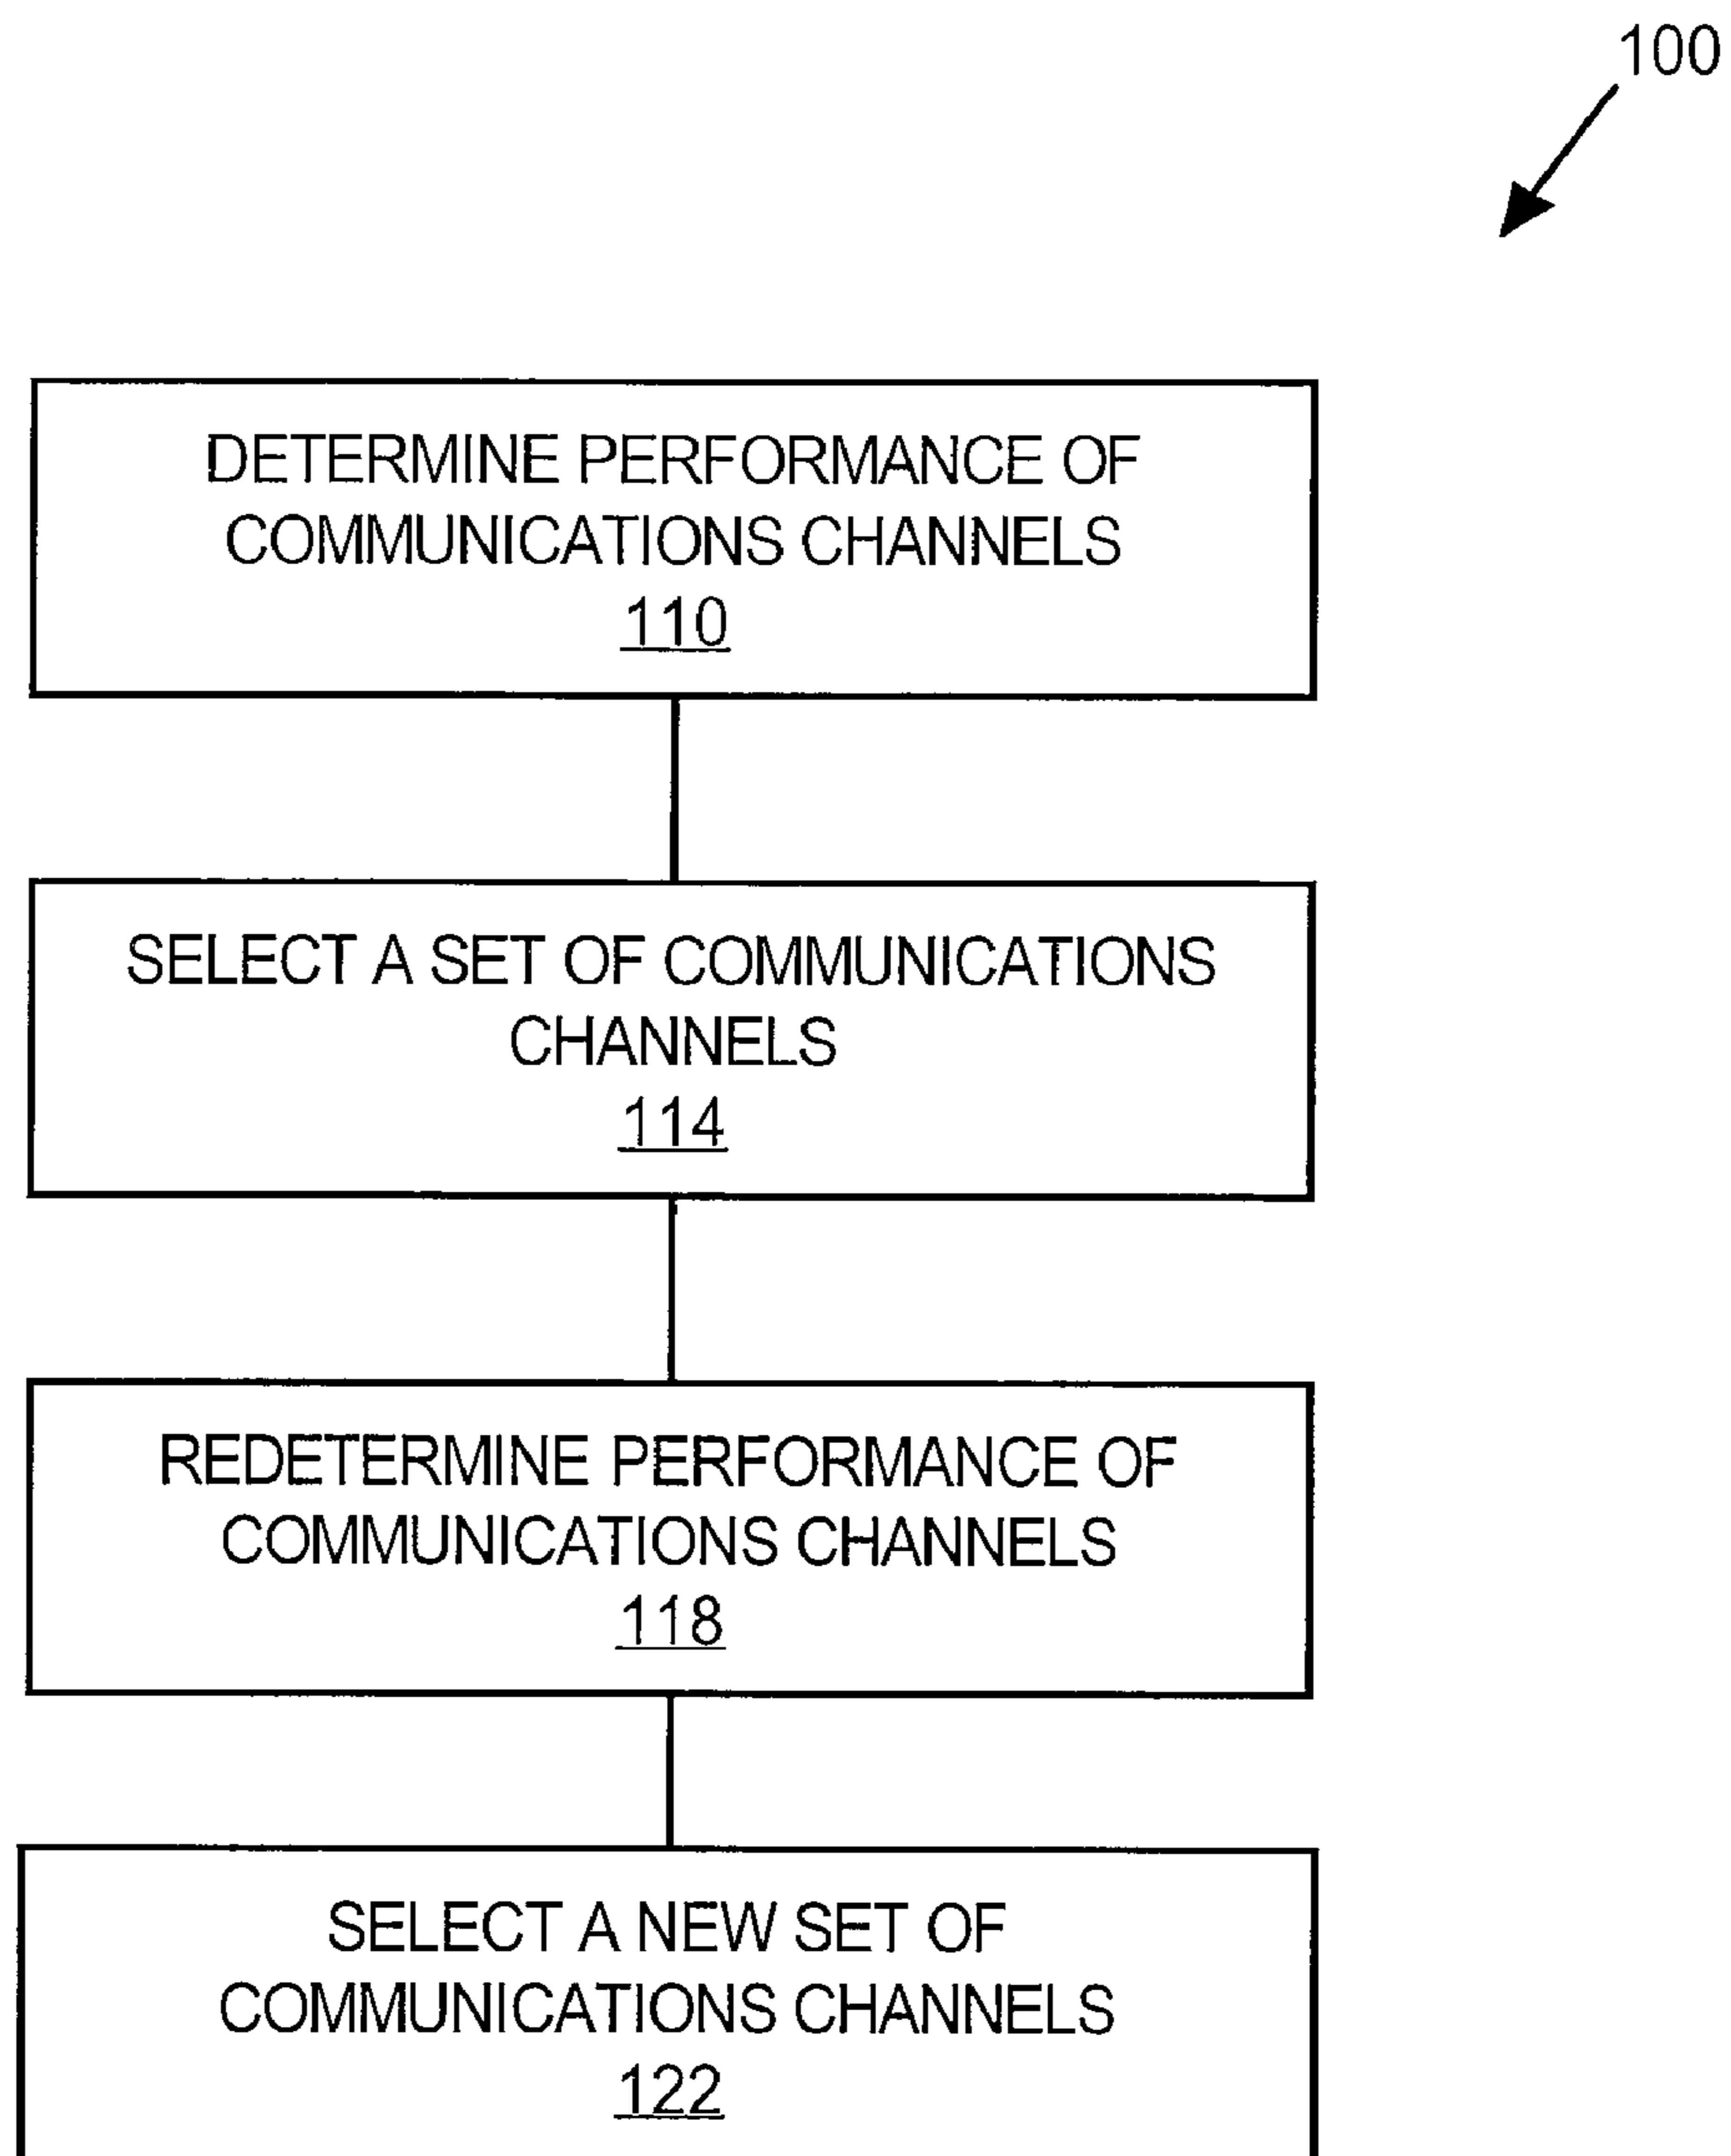 100
DETERMINE PERFORMANCE OF
COMMUNICATIONS CHANNELS
110
SELECT A SET OF COMMUNICATIONS
CHANNELS
114
REDETERMINE PERFORMANCE OF
COMMUNICATIONS CHANNELS
118
SELECT A NEW SET OF
COMMUNICATIONS CHANNELS
122